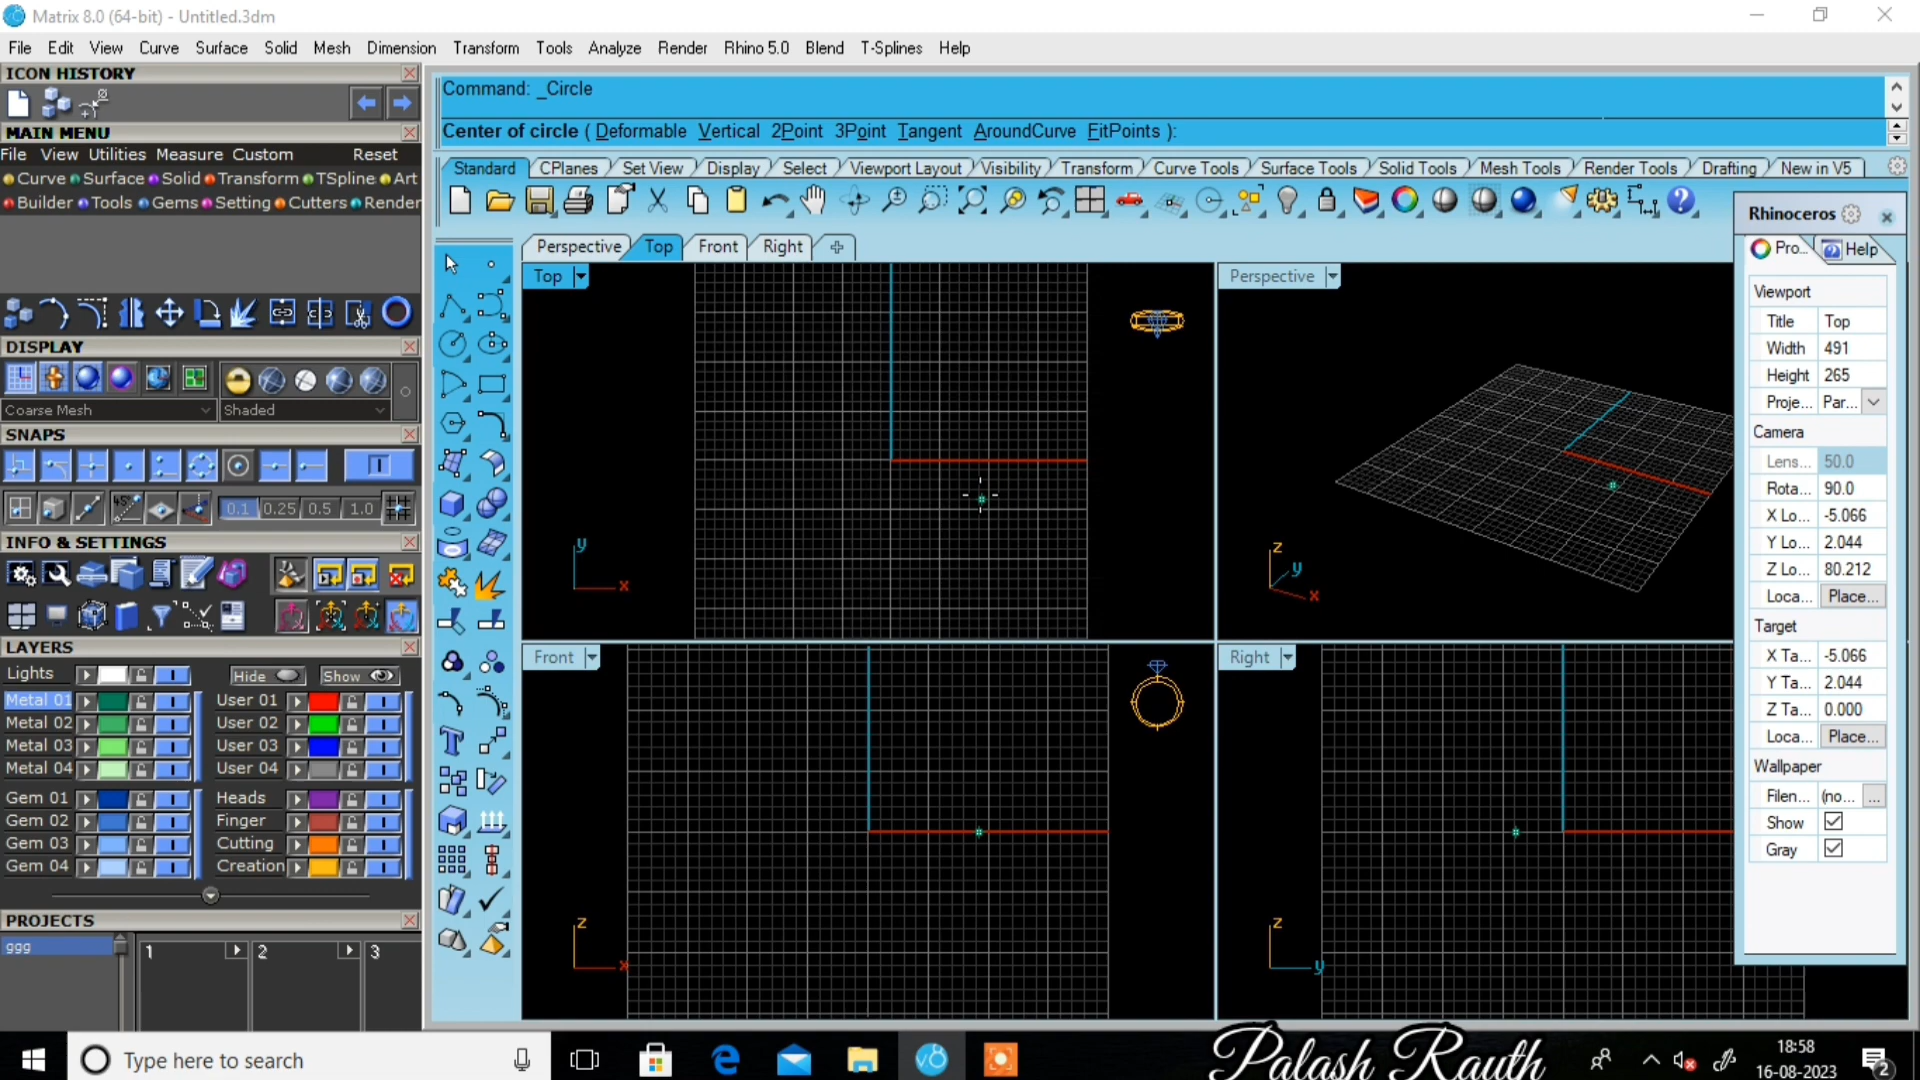 Matrix 8.0 (64-bit) - Untitled.3dm
File Edit View Curve Surface Solid Mesh Dimension Transform Tools Analyze Render Rhino 5.0 Blend T-Splines Help
ICON HISTORY
Command: _Circle
Center of circle ( Deformable Vertical 2Point 3Point Tangent AroundCurve FitPoints ):
MAIN MENU
File View Utilities Measure Custom Reset
Curve Surface Solid Transform TSpline Art
Builder Tools Gems Setting Cutters Render
Standard CPlanes Set View Display Select Viewport Layout Visibility Transform Curve Tools Surface Tools Solid Tools Mesh Tools Render Tools Drafting New in V5
Perspective Top Front Right
Top
Perspective
y
x
z
y
x
Front
Right
z
x
z
y
DISPLAY
Coarse Mesh Shaded
SNAPS
45°
0.1 0.25 0.5 1.0
INFO & SETTINGS
LAYERS
Lights Hide Show
Metal 01 User 01
Metal 02 User 02
Metal 03 User 03
Metal 04 User 04
Gem 01 Heads
Gem 02 Finger
Gem 03 Cutting
Gem 04 Creation
PROJECTS
ggg 1 2 3
Rhinoceros
Pro... Help
Viewport
Title Top
Width 491
Height 265
Proje... Par...
Camera
Lens... 50.0
Rota... 90.0
X Lo... -5.066
Y Lo... 2.044
Z Lo... 80.212
Loca... Place...
Target
X Ta... -5.066
Y Ta... 2.044
Z Ta... 0.000
Loca... Place...
Wallpaper
Filen... (no... ...
Show
Gray
Type here to search
v8
Palash Rauth
18:58
16-08-2023
2